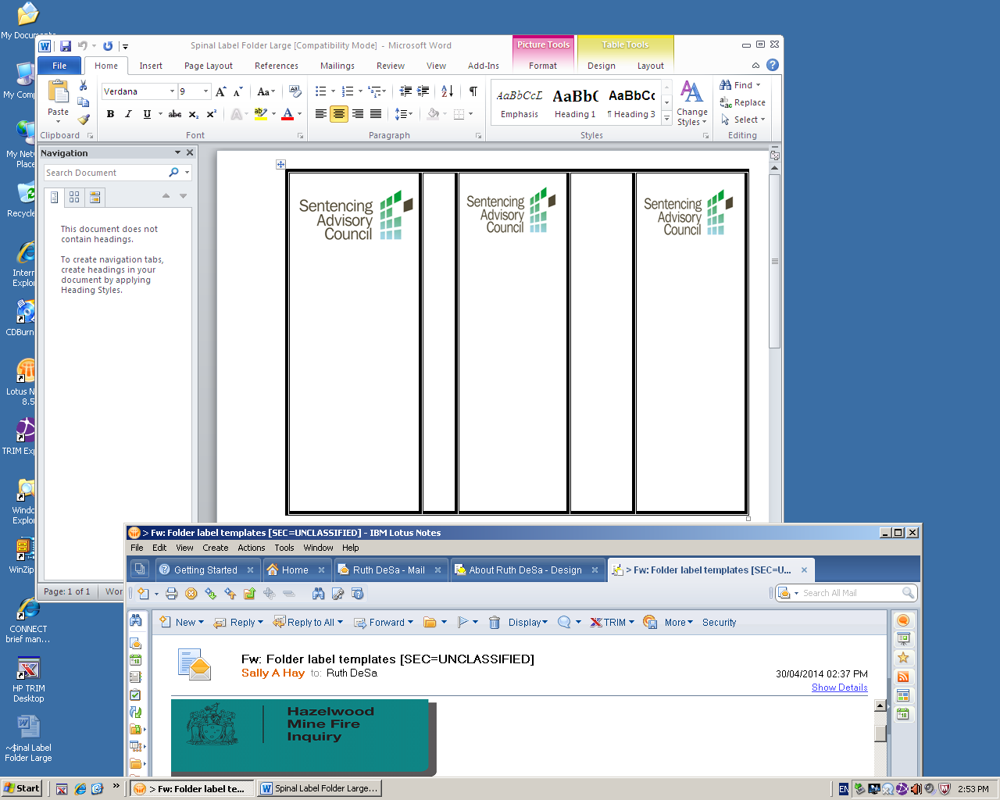 My Docum
My Comp
My Net
Place
Recycle
Intern
Explo
CDBurn
Lotus N
8.5
TRIM Exp
Windo
Explo
WinZip
CONNECT
brief man...
HP TRIM
Desktop
~$inal Label
Folder Large
Spinal Label Folder Large [Compatibility Mode] - Microsoft Word
Picture Tools
Table Tools
File
Home
Insert
Page Layout
References
Mailings
Review
View
Add-Ins
Format
Design
Layout
Paste
Clipboard
Verdana
9
Aa
B I U abc x₂ x²
Font
Paragraph
AaBbCcD
Emphasis
AaBbC
Heading 1
AaBbCc
¶ Heading 3
Change
Styles
Styles
Find
Replace
Select
Editing
Navigation
Search Document
This document does not
contain headings.
To create navigation tabs,
create headings in your
document by applying
Heading Styles.
Sentencing
Advisory
Council
Sentencing
Advisory
Council
Sentencing
Advisory
Council
Page: 1 of 1
Wor
> Fw: Folder label templates [SEC=UNCLASSIFIED] - IBM Lotus Notes
File Edit View Create Actions Tools Window Help
Getting Started
Home
Ruth DeSa - Mail
About Ruth DeSa - Design
> Fw: Folder label templates [SEC=U...
Search All Mail
New
Reply
Reply to All
Forward
Display
TRIM
More
Security
Fw: Folder label templates [SEC=UNCLASSIFIED]
Sally A Hay to: Ruth DeSa
30/04/2014 02:37 PM
Show Details
Hazelwood
Mine Fire
Inquiry
Start
»
> Fw: Folder label te...
Spinal Label Folder Large...
EN
2:53 PM